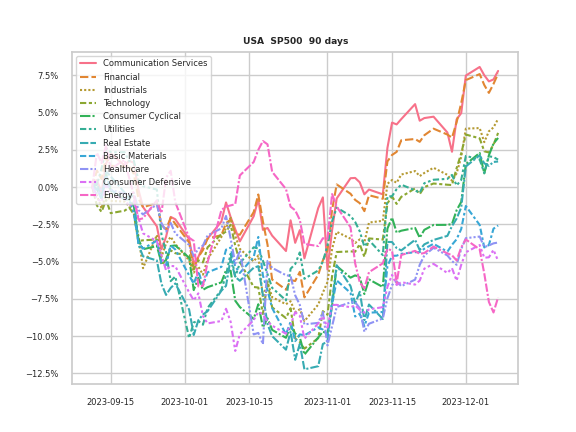 USA SP500 90 days
Communication Services
Financial
Industrials
Technology
Consumer Cyclical
Utilities
Real Estate
Basic Materials
Healthcare
Consumer Defensive
Energy
7.5%
5.0%
2.5%
0.0%
−2.5%
−5.0%
−7.5%
−10.0%
−12.5%
2023-09-15
2023-10-01
2023-10-15
2023-11-01
2023-11-15
2023-12-01